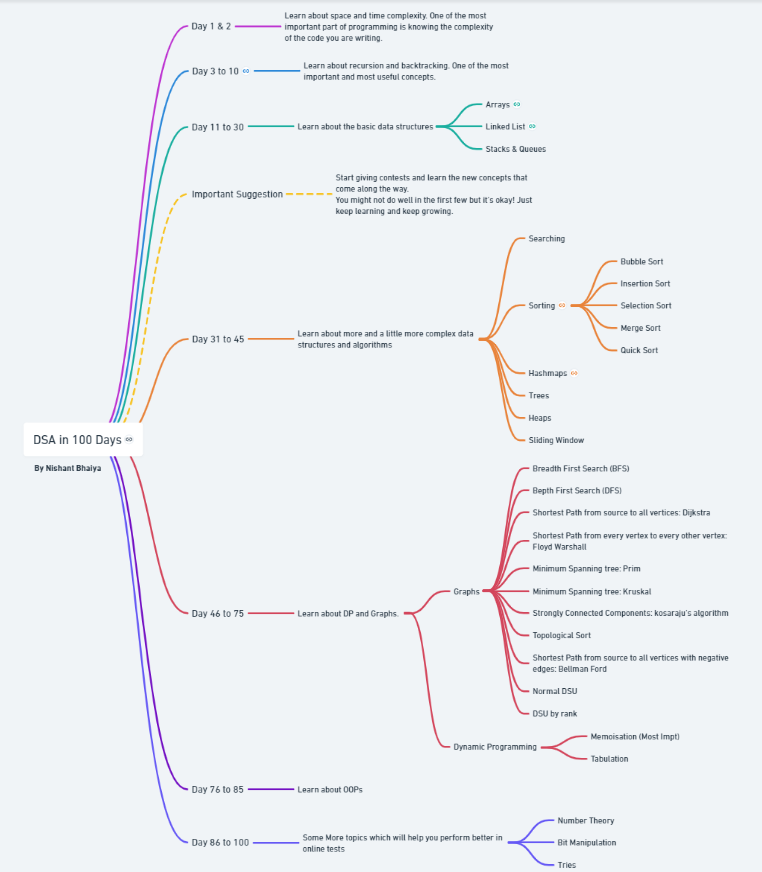 Day 1 & 2
Learn about space and time complexity. One of the most
important part of programming is knowing the complexity
of the code you are writing.
Day 3 to 10
Learn about recursion and backtracking. One of the most
important and most useful concepts.
Day 11 to 30
Learn about the basic data structures
Arrays
Linked List
Stacks & Queues
Important Suggestion
Start giving contests and learn the new concepts that
come along the way.
You might not do well in the first few but it's okay! Just
keep learning and keep growing.
Day 31 to 45
Learn about more and a little more complex data
structures and algorithms
Searching
Sorting
Bubble Sort
Insertion Sort
Selection Sort
Merge Sort
Quick Sort
Hashmaps
Trees
Heaps
Sliding Window
DSA in 100 Days
By Nishant Bhaiya
Day 46 to 75
Learn about DP and Graphs.
Graphs
Breadth First Search (BFS)
Bepth First Search (DFS)
Shortest Path from source to all vertices: Dijkstra
Shortest Path from every vertex to every other vertex:
Floyd Warshall
Minimum Spanning tree: Prim
Minimum Spanning tree: Kruskal
Strongly Connected Components: kosaraju's algorithm
Topological Sort
Shortest Path from source to all vertices with negative
edges: Bellman Ford
Normal DSU
DSU by rank
Dynamic Programming
Memoisation (Most Impt)
Tabulation
Day 76 to 85
Learn about OOPs
Day 86 to 100
Some More topics which will help you perform better in
online tests
Number Theory
Bit Manipulation
Tries